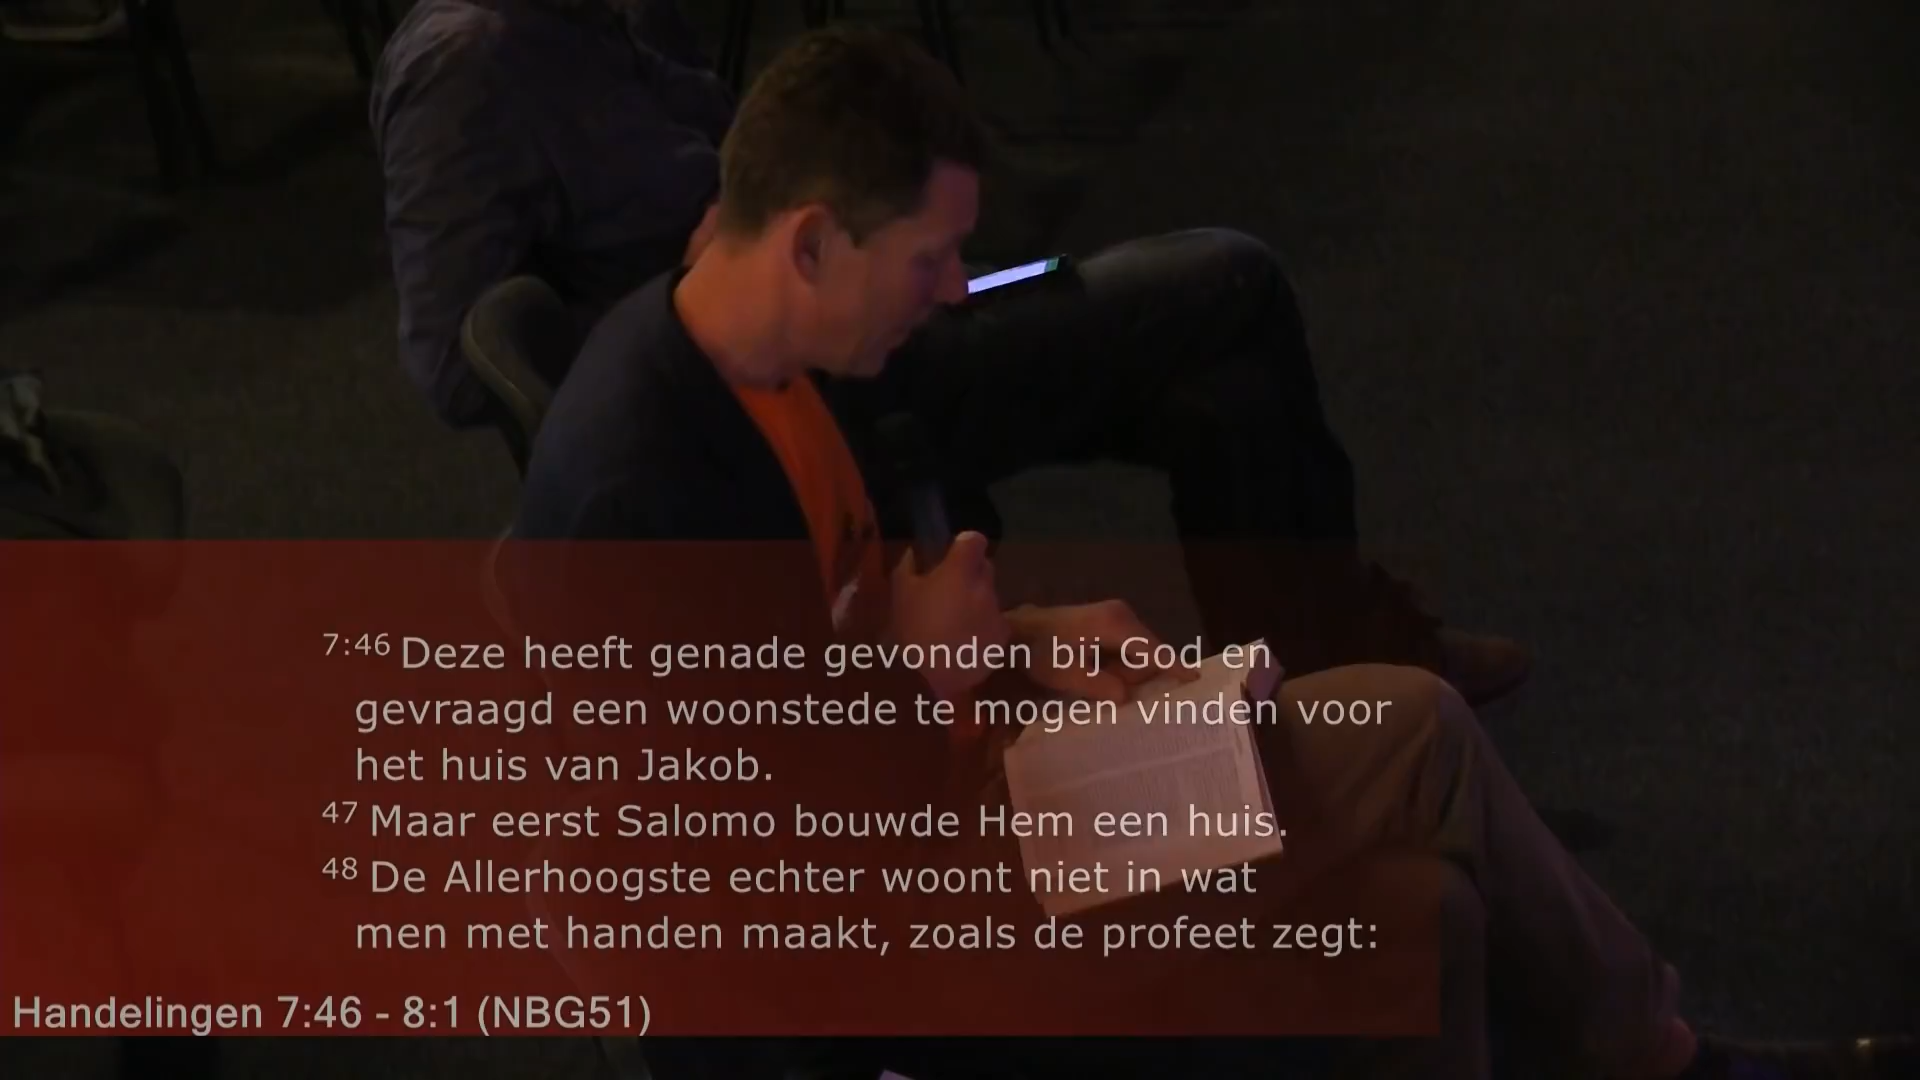 7:46 Deze heeft genade gevonden bij God en
gevraagd een woonstede te mogen vinden voor
het huis van Jakob.
47 Maar eerst Salomo bouwde Hem een huis.
48 De Allerhoogste echter woont niet in wat
men met handen maakt, zoals de profeet zegt:
Handelingen 7:46 - 8:1 (NBG51)